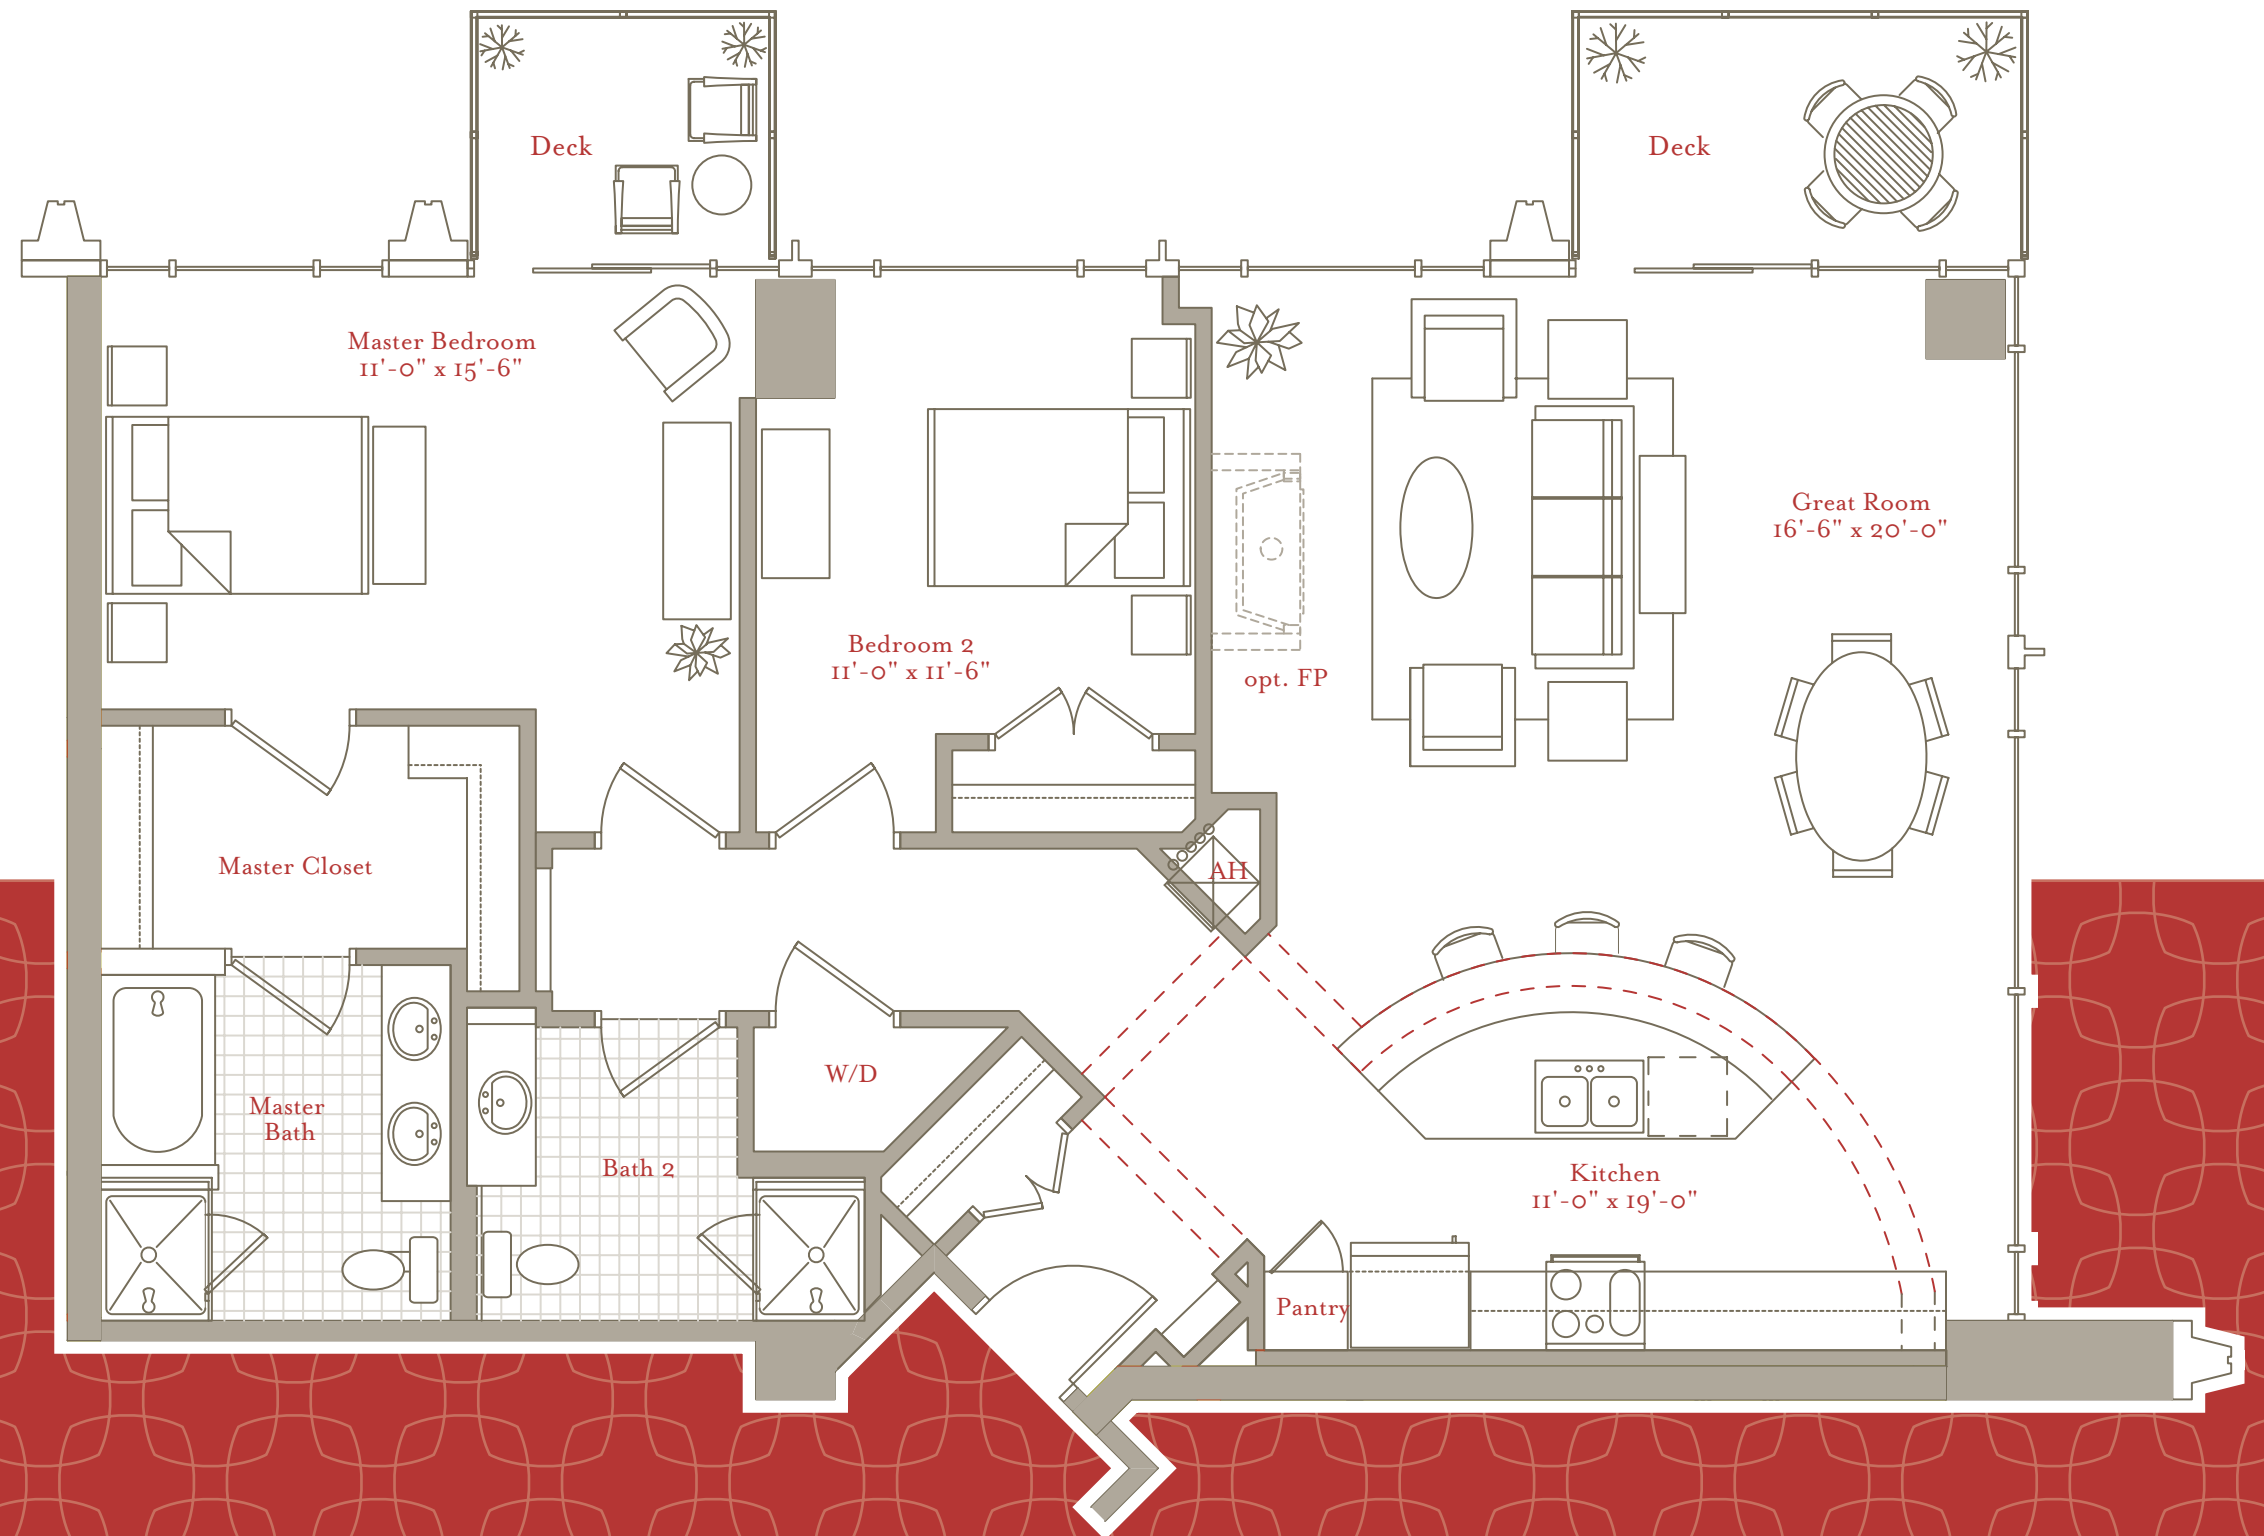 Deck
Deck
Master Bedroom
11'-0" x 15'-6"
Great Room
16'-6" x 20'-0"
Bedroom 2
11'-0" x 11'-6"
opt. FP
Master Closet
AH
W/D
Master
Bath
Bath 2
Kitchen
11'-0" x 19'-0"
Pantry